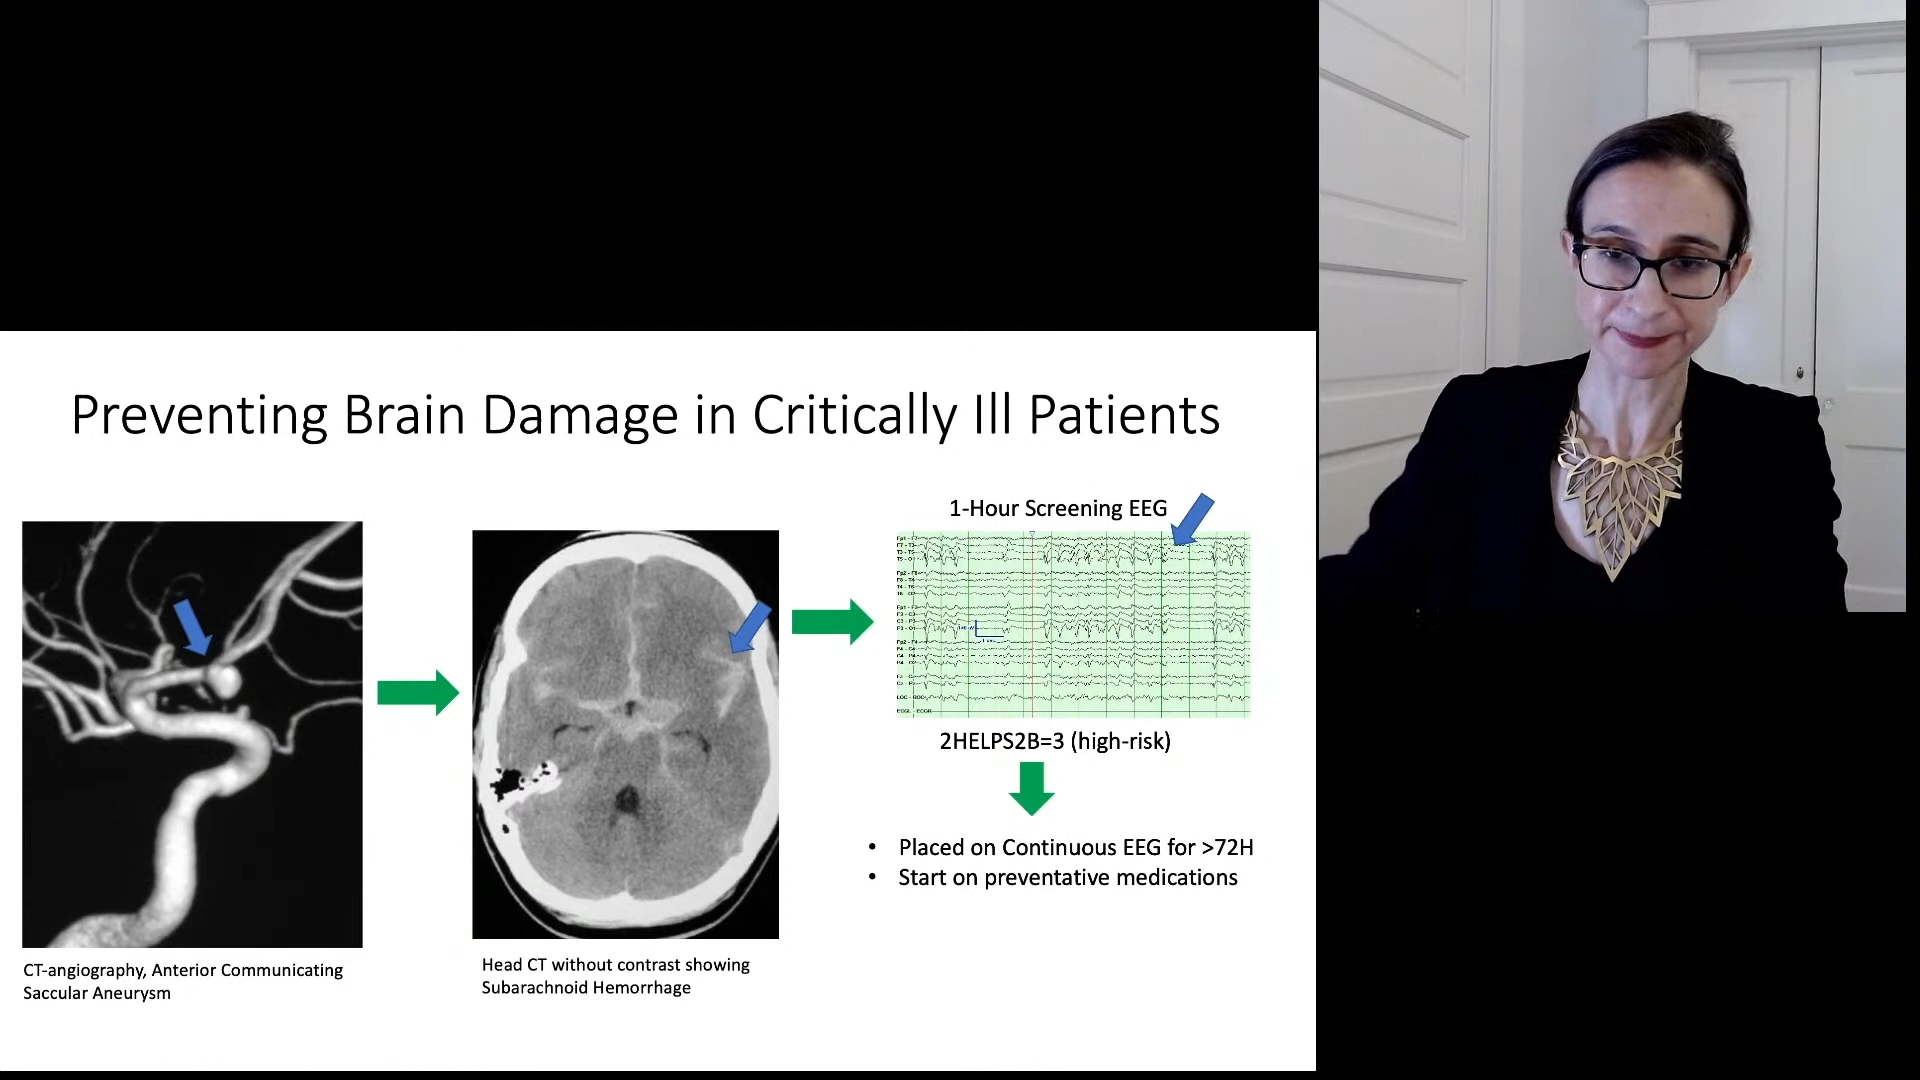 Preventing Brain Damage in Critically Ill Patients
1-Hour Screening EEG
2HELPS2B=3 (high-risk)
• Placed on Continuous EEG for >72H
• Start on preventative medications
CT-angiography, Anterior Communicating
Saccular Aneurysm
Head CT without contrast showing
Subarachnoid Hemorrhage